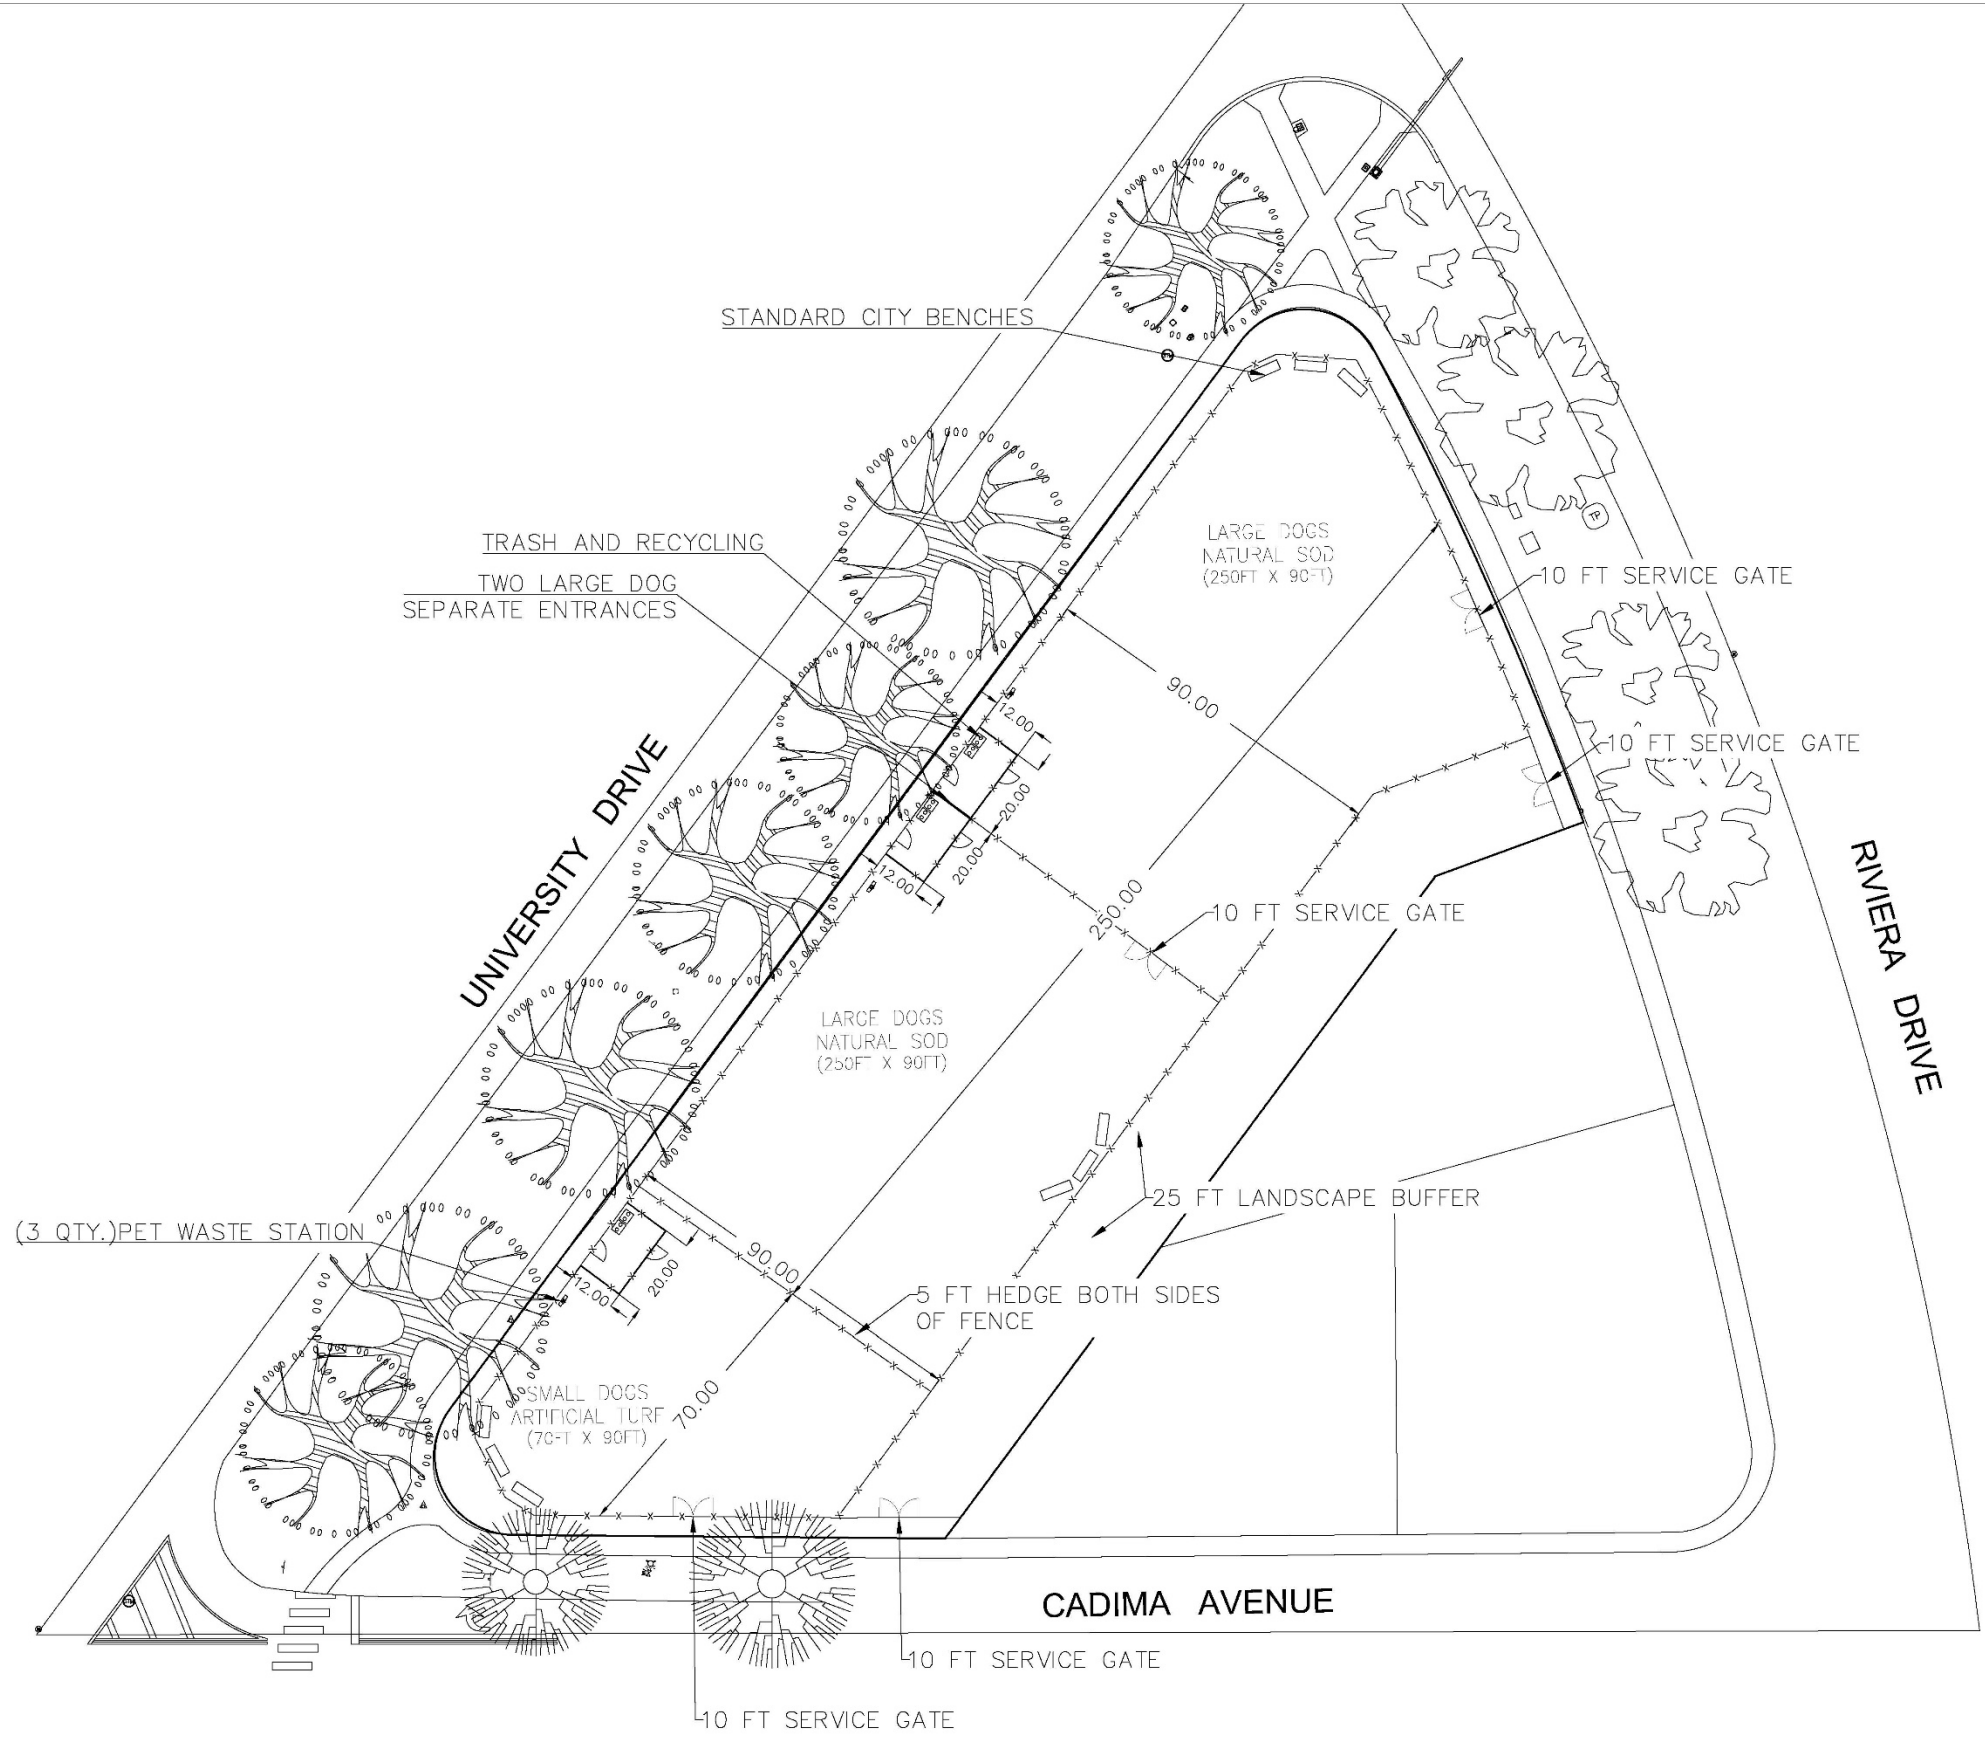 STANDARD CITY BENCHES
TRASH AND RECYCLING
TWO LARGE DOG
SEPARATE ENTRANCES
LARGE DOGS
NATURAL SOD
(250FT X 90FT)
10 FT SERVICE GATE
90.00
12.00
10 FT SERVICE GATE
20.00
20.00
12.00
UNIVERSITY DRIVE
250.00
10 FT SERVICE GATE
RIVIERA DRIVE
LARGE DOGS
NATURAL SOD
(250FT X 90FT)
25 FT LANDSCAPE BUFFER
(3 QTY.)PET WASTE STATION
90.00
12.00
20.00
5 FT HEDGE BOTH SIDES
OF FENCE
SMALL DOGS
ARTIFICIAL TURF
(70FT X 90FT)
70.00
CADIMA AVENUE
10 FT SERVICE GATE
10 FT SERVICE GATE